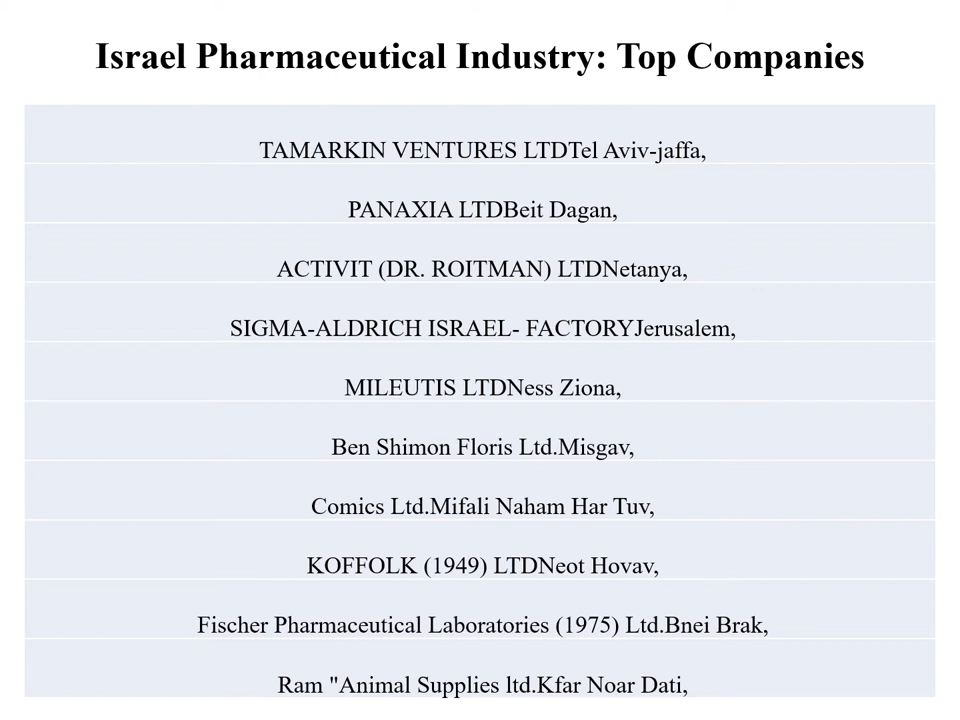 Israel Pharmaceutical Industry: Top Companies
TAMARKIN VENTURES LTDTel Aviv-jaffa,
PANAXIA LTDBeit Dagan,
ACTIVIT (DR. ROITMAN) LTDNetanya,
SIGMA-ALDRICH ISRAEL- FACTORYJerusalem,
MILEUTIS LTDNess Ziona,
Ben Shimon Floris Ltd.Misgav,
Comics Ltd.Mifali Naham Har Tuv,
KOFFOLK (1949) LTDNeot Hovav,
Fischer Pharmaceutical Laboratories (1975) Ltd.Bnei Brak,
Ram "Animal Supplies ltd.Kfar Noar Dati,